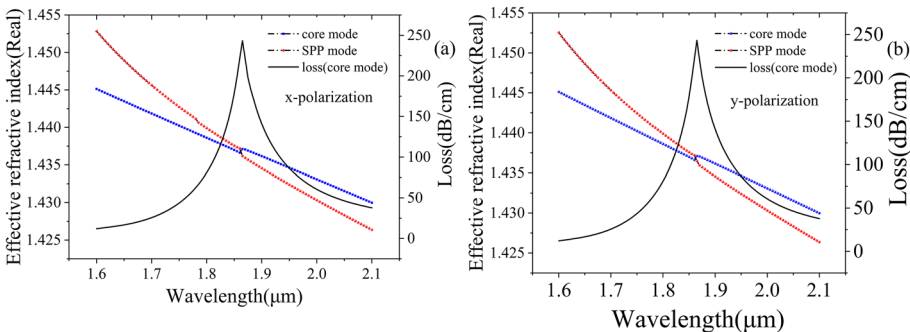 1.455
1.450
1.445
1.440
1.435
1.430
1.425
Effective refractive index(Real)
1.6 1.7 1.8 1.9 2.0 2.1
Wavelength(μm)
250
200
150
100
50
0
Loss(dB/cm)
core mode
SPP mode
loss(core mode)
x-polarization
(a)
1.455
1.450
1.445
1.440
1.435
1.430
1.425
Effective refractive index(Real)
1.6 1.7 1.8 1.9 2.0 2.1
Wavelength(μm)
250
200
150
100
50
0
Loss(dB/cm)
core mode
SPP mode
loss(core mode)
y-polarization
(b)